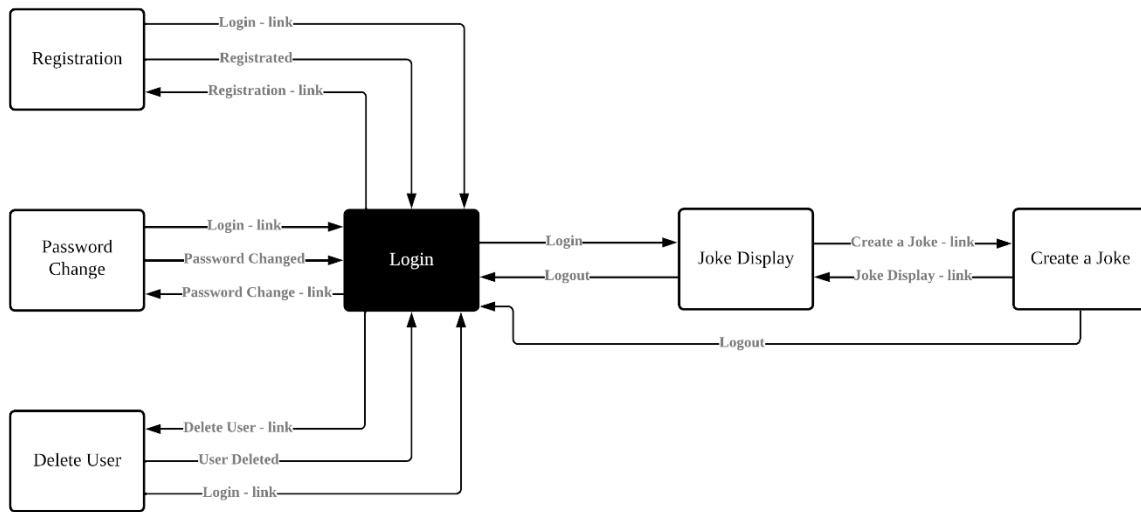 Login - link
Registration
Registrated
Registration - link
Login - link
Password
Change
Password Changed
Password Change - link
Login
Login
Logout
Joke Display
Create a Joke - link
Joke Display - link
Create a Joke
Logout
Delete User - link
Delete User
User Deleted
Login - link